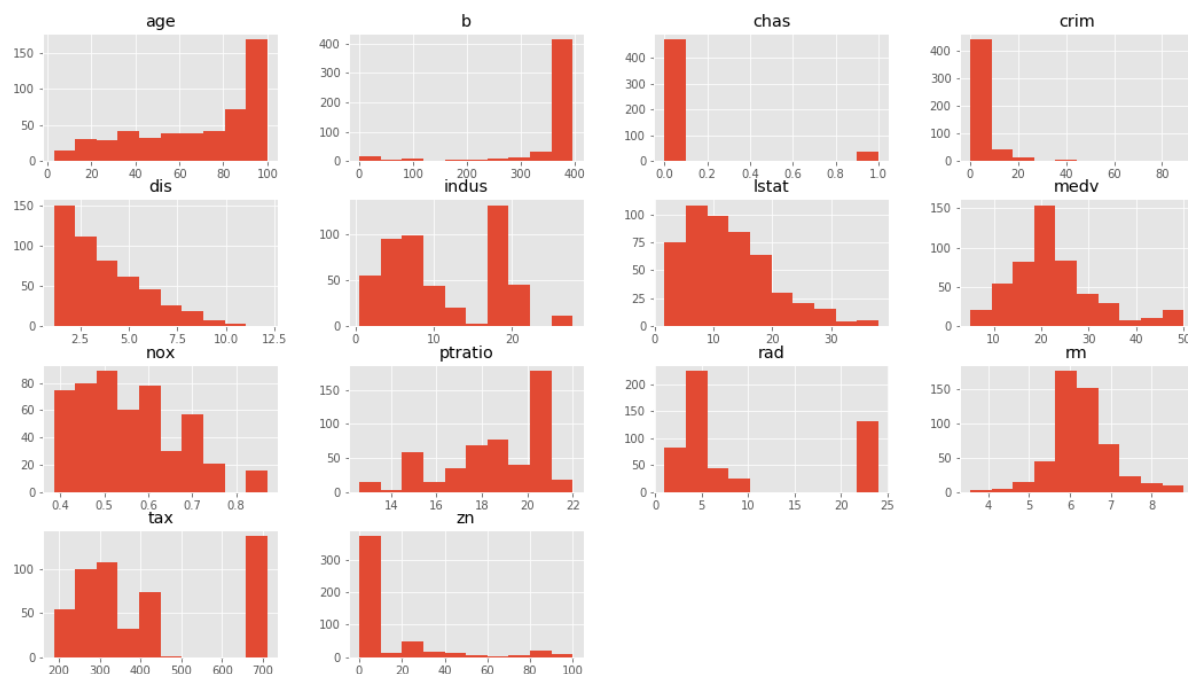 age b chas crim
150 100 50 0
400 300 200 100 0
400 300 200 100 0
400 300 200 100 0
0 20 40 60 80 100
0 100 200 300 400
0.0 0.2 0.4 0.6 0.8 1.0
0 20 40 60 80
dis indus lstat medv
150 100 50 0
100 50 0
100 75 50 25 0
150 100 50 0
2.5 5.0 7.5 10.0 12.5
0 10 20
0 10 20 30
10 20 30 40 50
nox ptratio rad rm
80 60 40 20 0
150 100 50 0
200 150 100 50 0
150 100 50 0
0.4 0.5 0.6 0.7 0.8
14 16 18 20 22
0 5 10 15 20 25
4 5 6 7 8
tax zn
100 50 0
300 200 100 0
200 300 400 500 600 700
0 20 40 60 80 100